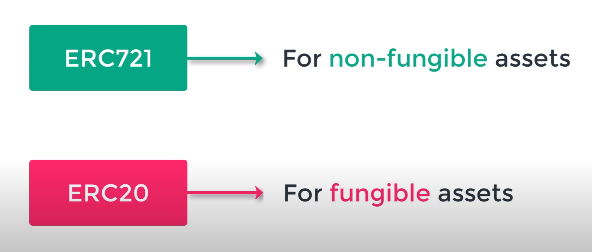 ERC721 For non-fungible assets
ERC20 For fungible assets